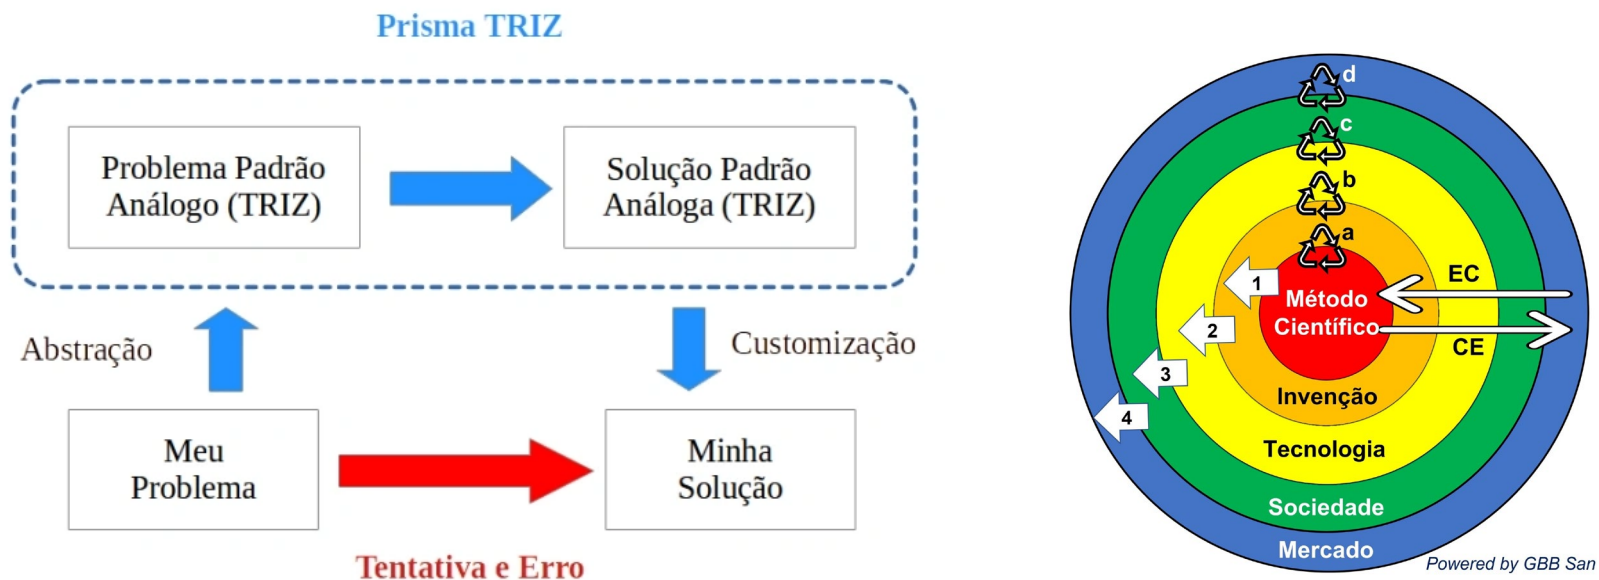 Prisma TRIZ
Problema Padrão
Análogo (TRIZ)
Solução Padrão
Análoga (TRIZ)
Abstração
Customização
Meu
Problema
Minha
Solução
Tentativa e Erro
d
c
b
a
EC
1
Método
Científico
2
CE
3
Invenção
4
Tecnologia
Sociedade
Mercado
Powered by GBB San